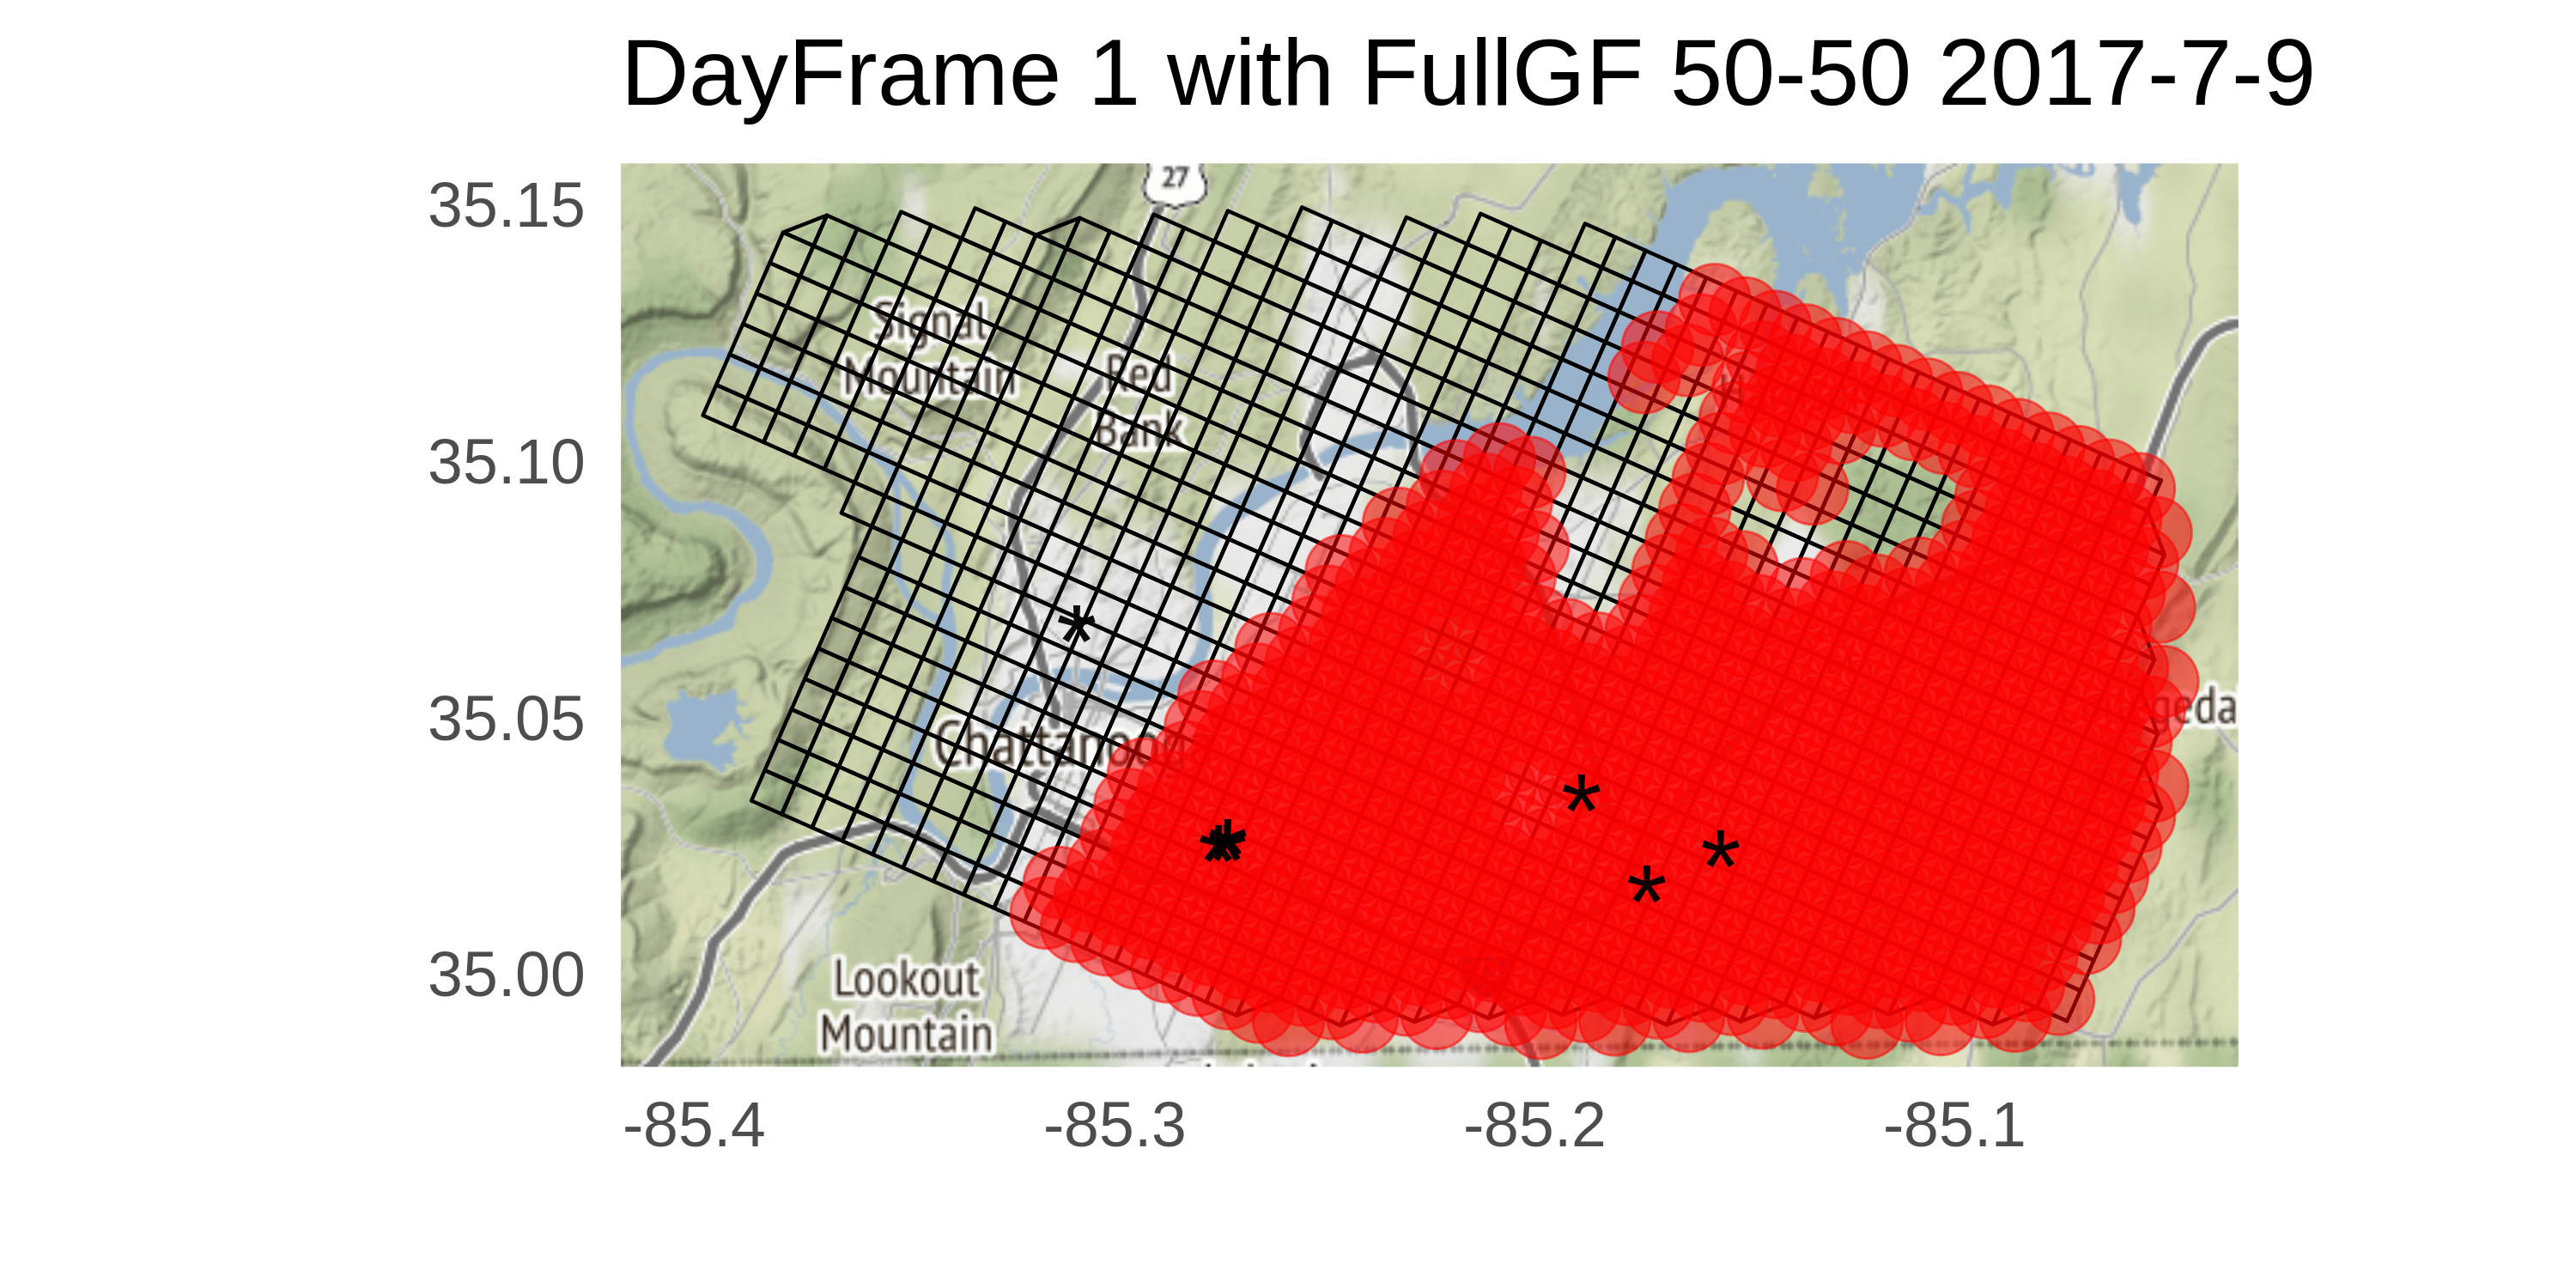 DayFrame 1 with FullGF 50-50 2017-7-9
35.15
35.10
35.05
35.00
27
Signal
Mountain
Red
Bank
Lookout
Mountain
-85.4
-85.3
-85.2
-85.1